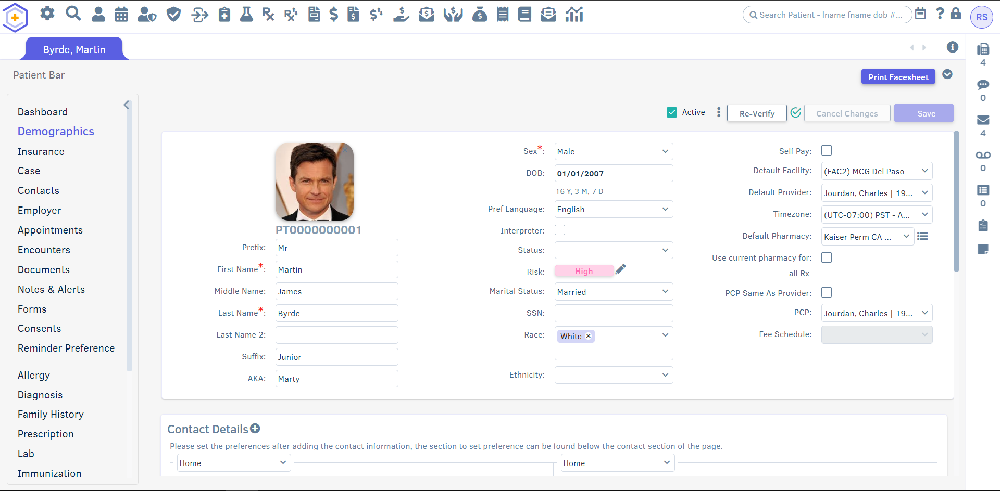 Search Patient - lname fname dob #...
RS
Byrde, Martin
4
Patient Bar
Print Facesheet
0
Dashboard
Demographics
Insurance
Case
Contacts
Employer
Appointments
Encounters
Documents
Notes & Alerts
Forms
Consents
Reminder Preference
Allergy
Diagnosis
Family History
Prescription
Lab
Immunization
Active
Re-Verify
Cancel Changes
Save
4
0
0
PT0000000001
Prefix: Mr
First Name*: Martin
Middle Name: James
Last Name*: Byrde
Last Name 2:
Suffix: Junior
AKA: Marty
Sex*: Male
DOB: 01/01/2007
16 Y, 3 M, 7 D
Pref Language: English
Interpreter:
Status:
Risk: High
Marital Status: Married
SSN:
Race: White
Ethnicity:
Self Pay:
Default Facility: (FAC2) MCG Del Paso
Default Provider: Jourdan, Charles | 19...
Timezone: (UTC-07:00) PST - A...
Default Pharmacy: Kaiser Perm CA ...
Use current pharmacy for:
all Rx
PCP Same As Provider:
PCP: Jourdan, Charles | 19...
Fee Schedule:
Contact Details
Please set the preferences after adding the contact information, the section to set preference can be found below the contact section of the page.
Home
Home